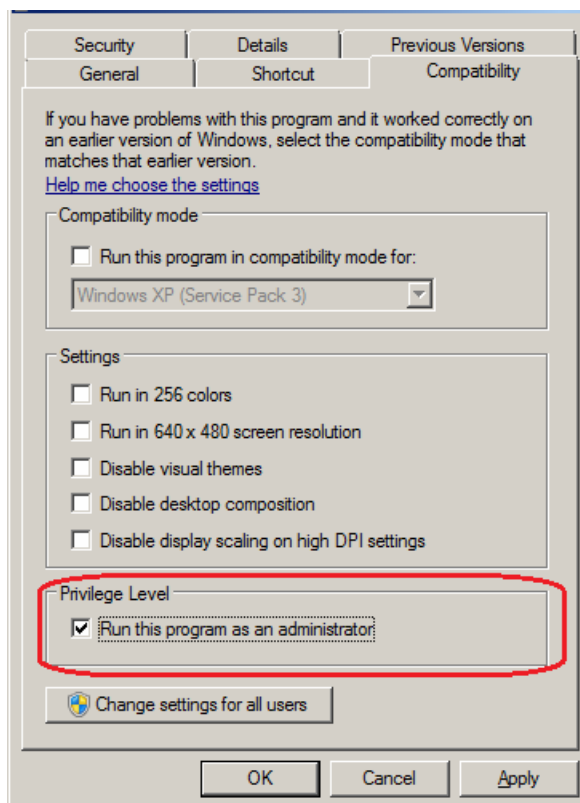 Security Details Previous Versions
General Shortcut Compatibility
If you have problems with this program and it worked correctly on
an earlier version of Windows, select the compatibility mode that
matches that earlier version.
Help me choose the settings
Compatibility mode
Run this program in compatibility mode for:
Windows XP (Service Pack 3)
Settings
Run in 256 colors
Run in 640 x 480 screen resolution
Disable visual themes
Disable desktop composition
Disable display scaling on high DPI settings
Privilege Level
Run this program as an administrator
Change settings for all users
OK Cancel Apply